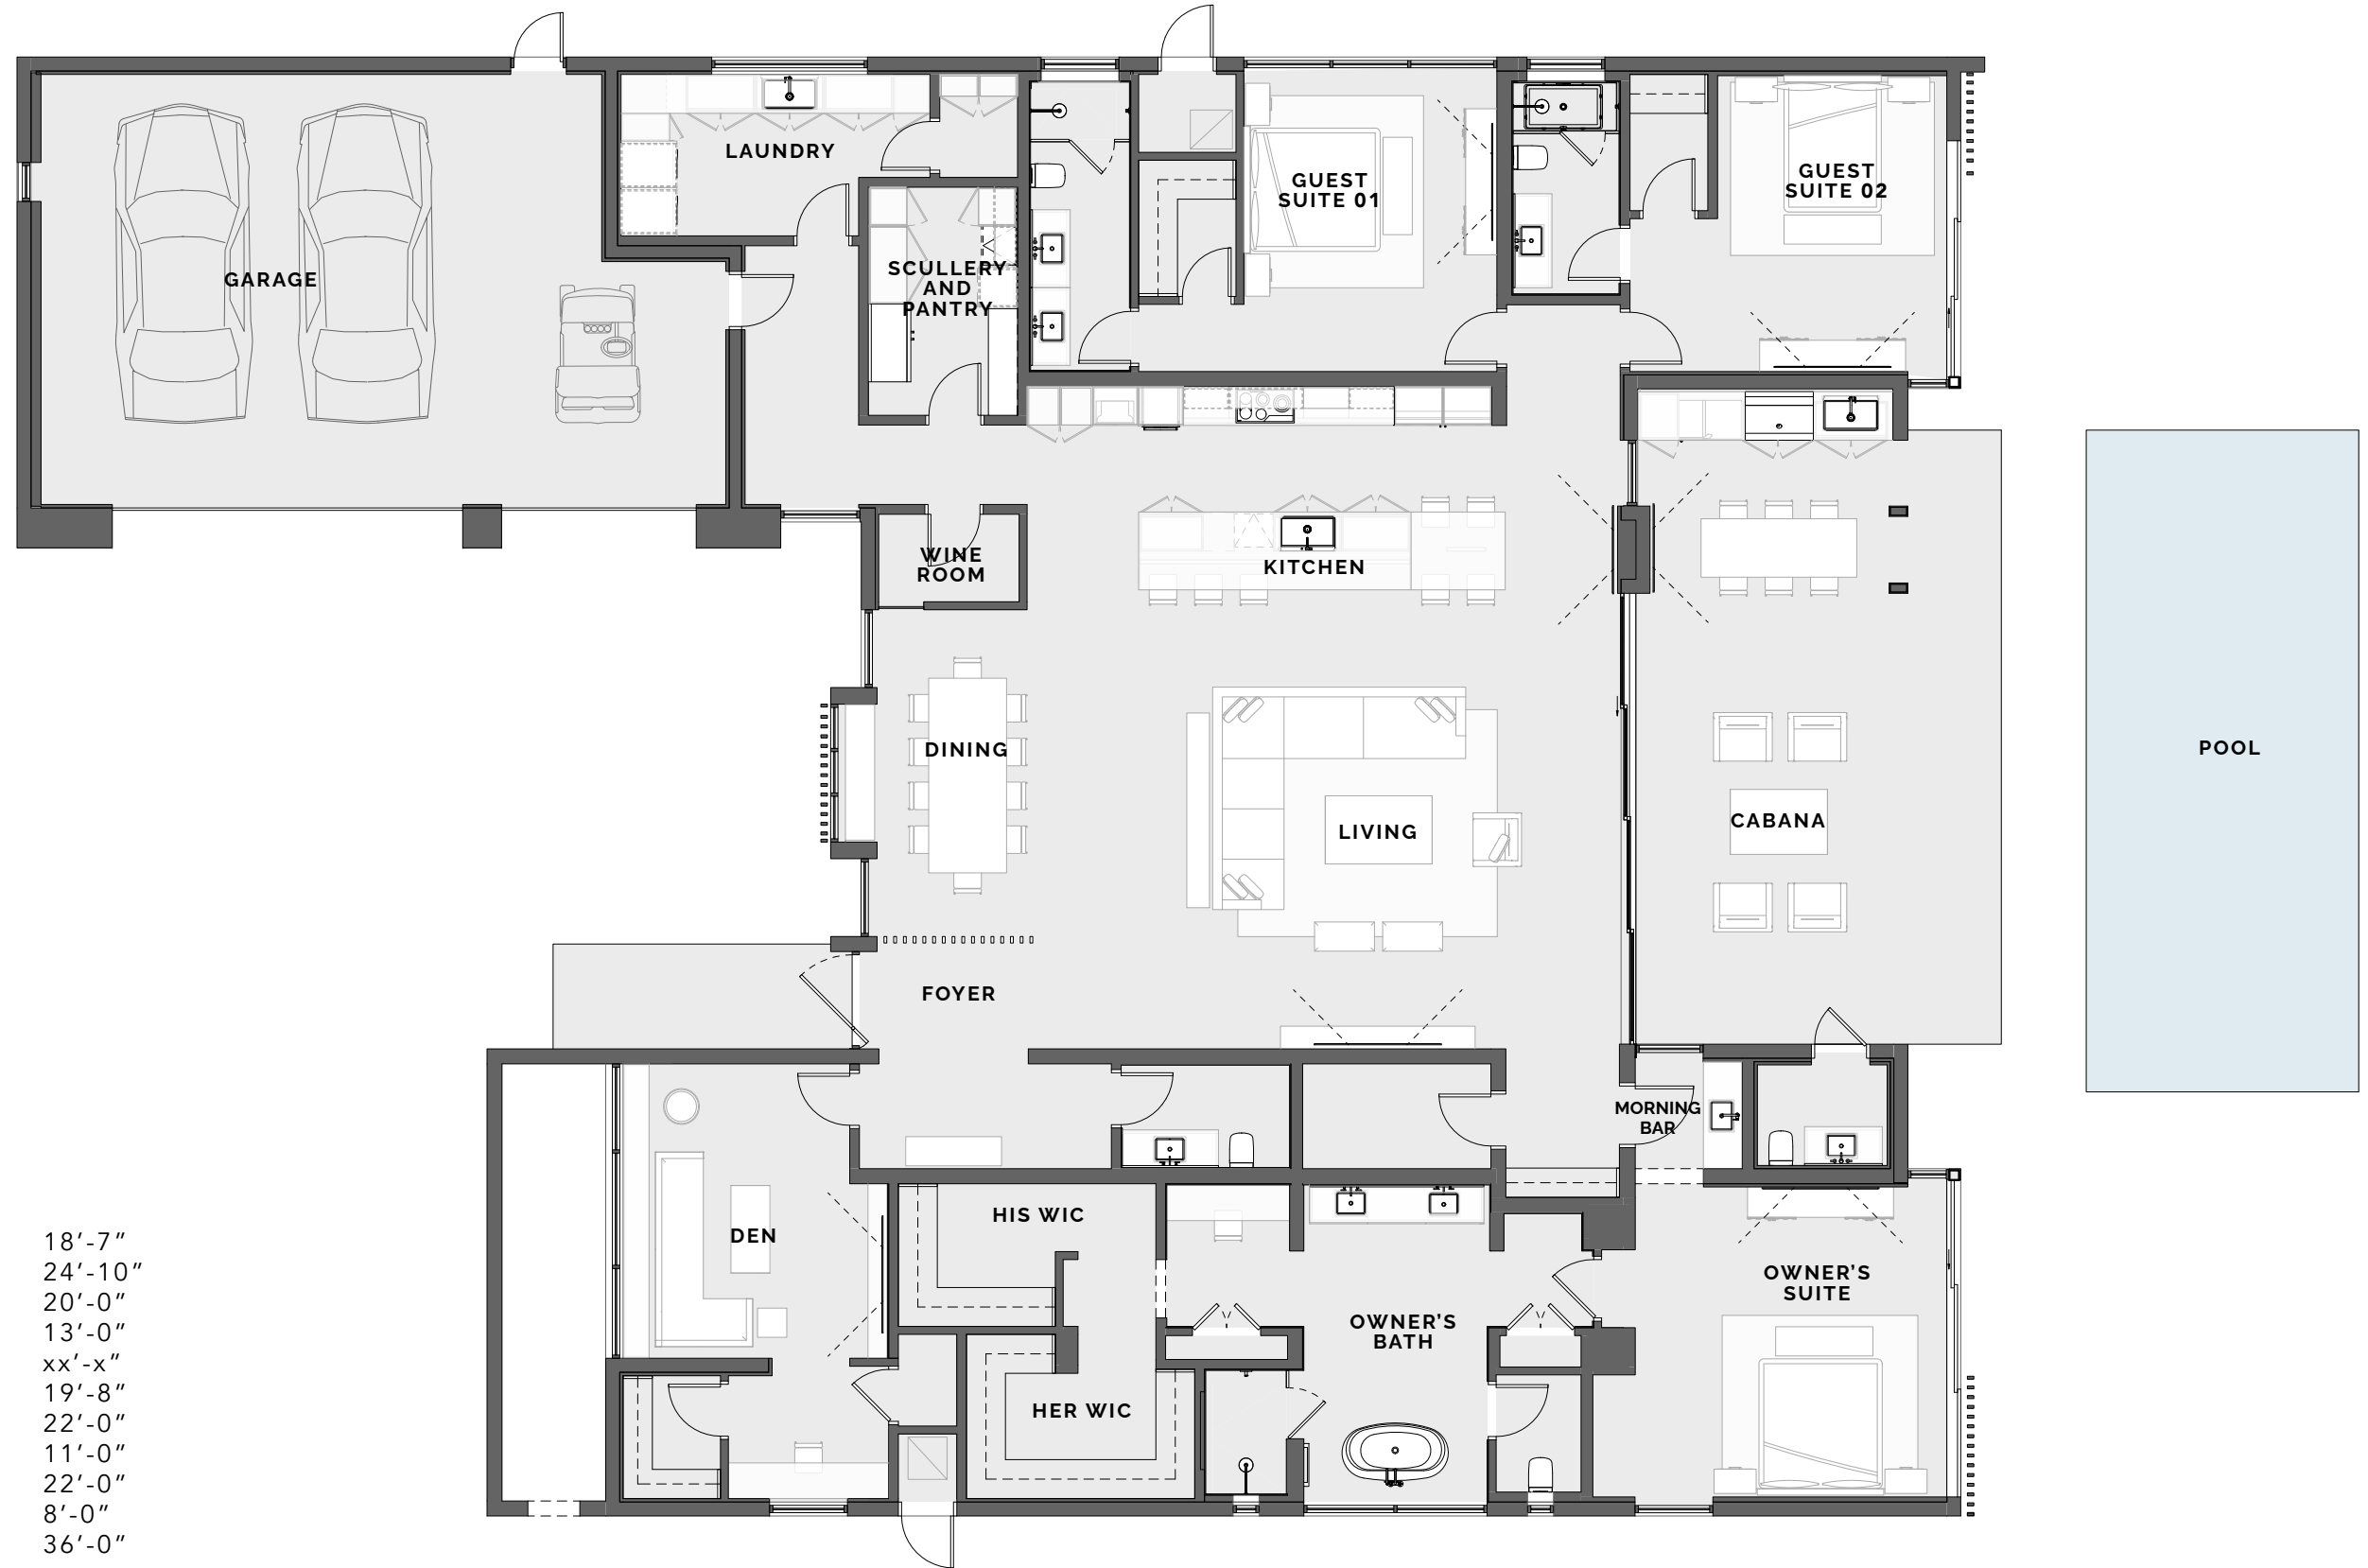 LAUNDRY
GUEST
SUITE 01
GUEST
SUITE 02
GARAGE
SCULLERY
AND
PANTRY
WINE
ROOM
KITCHEN
DINING
LIVING
CABANA
POOL
FOYER
MORNING
BAR
DEN
HIS WIC
OWNER'S
SUITE
OWNER'S
BATH
HER WIC
18'-7"
24'-10"
20'-0"
13'-0"
xx'-x"
19'-8"
22'-0"
11'-0"
22'-0"
8'-0"
36'-0"